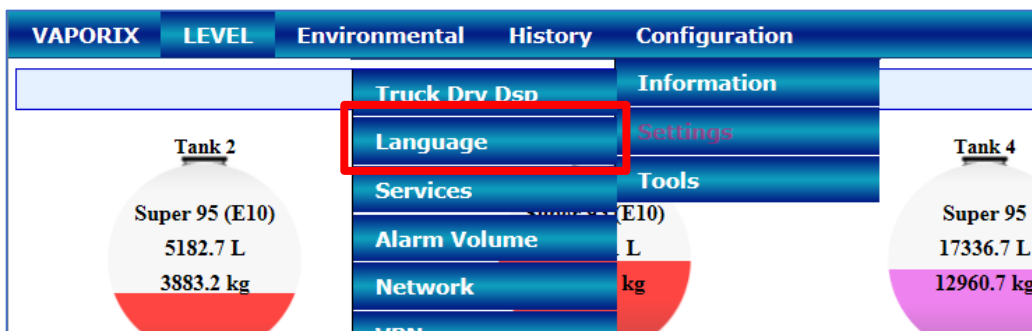 VAPORIX LEVEL Environmental History Configuration
Truck Drv Dsp
Language
Services
Alarm Volume
Network
VPN
Information
Settings
Tools
Tank 2
Super 95 (E10)
5182.7 L
3883.2 kg
(E10)
L
kg
Tank 4
Super 95
17336.7 L
12960.7 kg